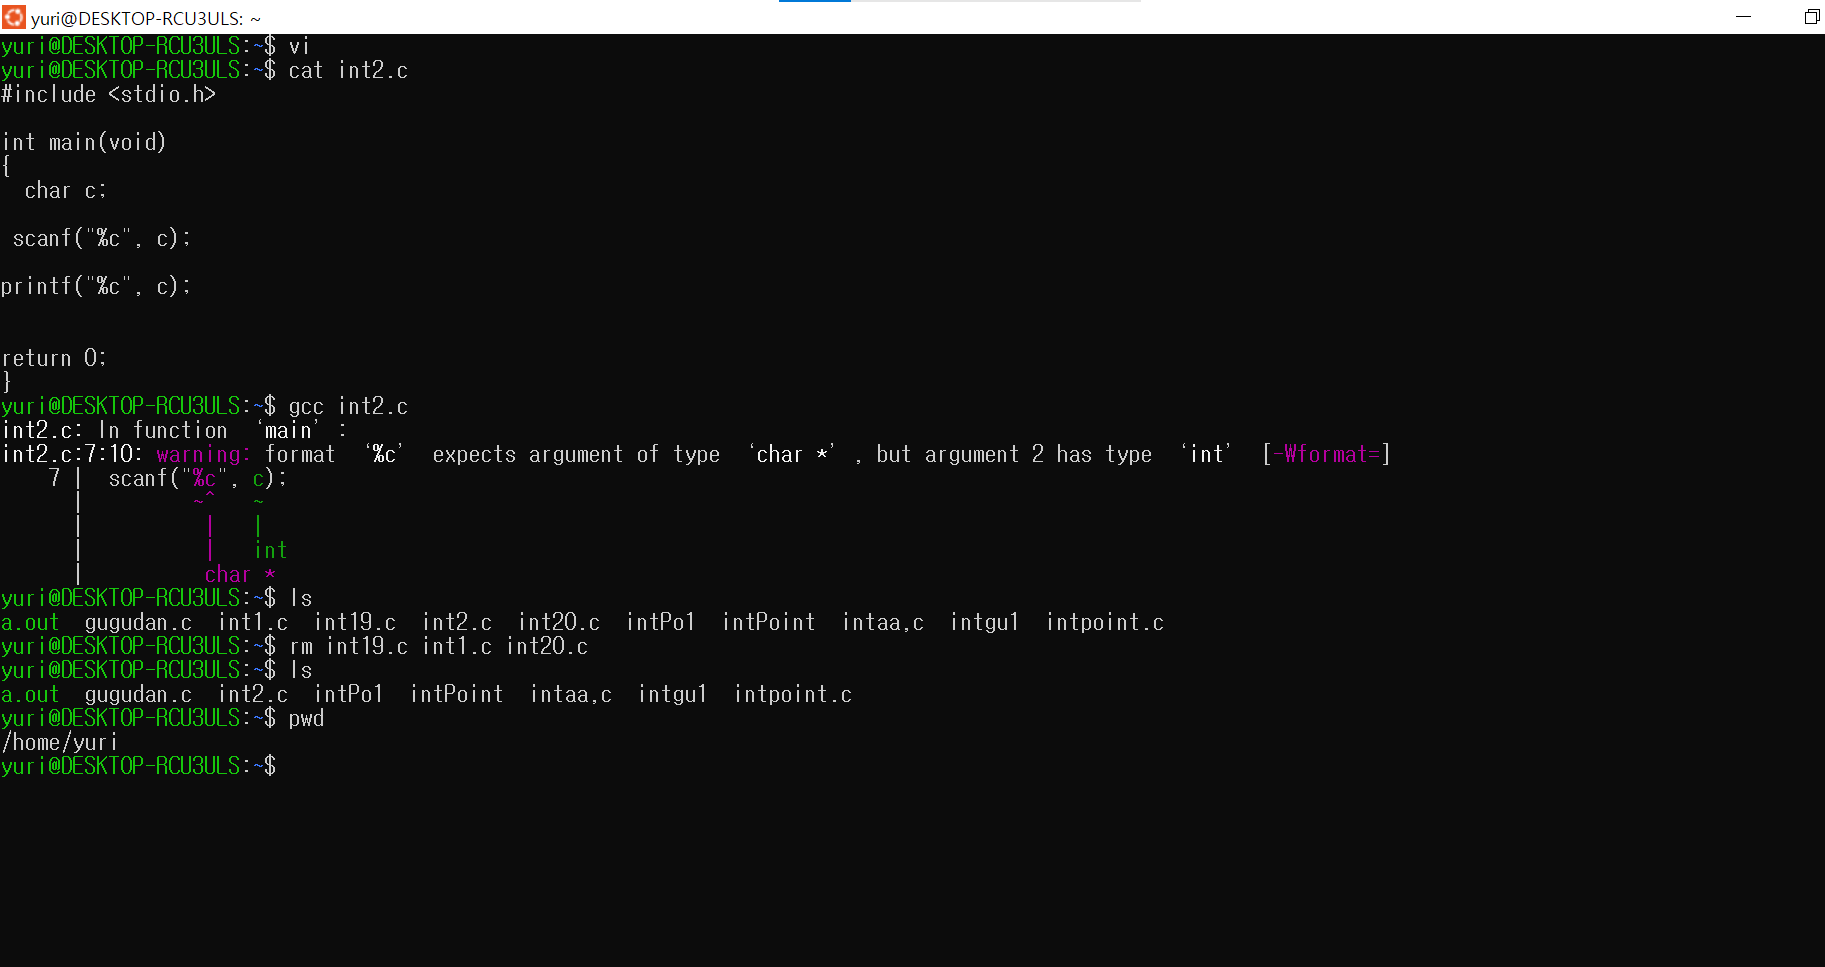 yuri@DESKTOP-RCU3ULS: ~
yuri@DESKTOP-RCU3ULS:~$ vi
yuri@DESKTOP-RCU3ULS:~$ cat int2.c
#include <stdio.h>
int main(void)
{
  char c;
 scanf("%c", c);
printf("%c", c);
return 0;
}
yuri@DESKTOP-RCU3ULS:~$ gcc int2.c
int2.c: In function ‘main’:
int2.c:7:10: warning: format ‘%c’ expects argument of type ‘char *’, but argument 2 has type ‘int’ [-Wformat=]
    7 |  scanf("%c", c);
      |         ~^   ~
      |          |   |
      |          |   int
      |          char *
yuri@DESKTOP-RCU3ULS:~$ ls
a.out  gugudan.c  int1.c  int19.c  int2.c  int20.c  intPo1  intPoint  intaa,c  intgu1  intpoint.c
yuri@DESKTOP-RCU3ULS:~$ rm int19.c int1.c int20.c
yuri@DESKTOP-RCU3ULS:~$ ls
a.out  gugudan.c  int2.c  intPo1  intPoint  intaa,c  intgu1  intpoint.c
yuri@DESKTOP-RCU3ULS:~$ pwd
/home/yuri
yuri@DESKTOP-RCU3ULS:~$